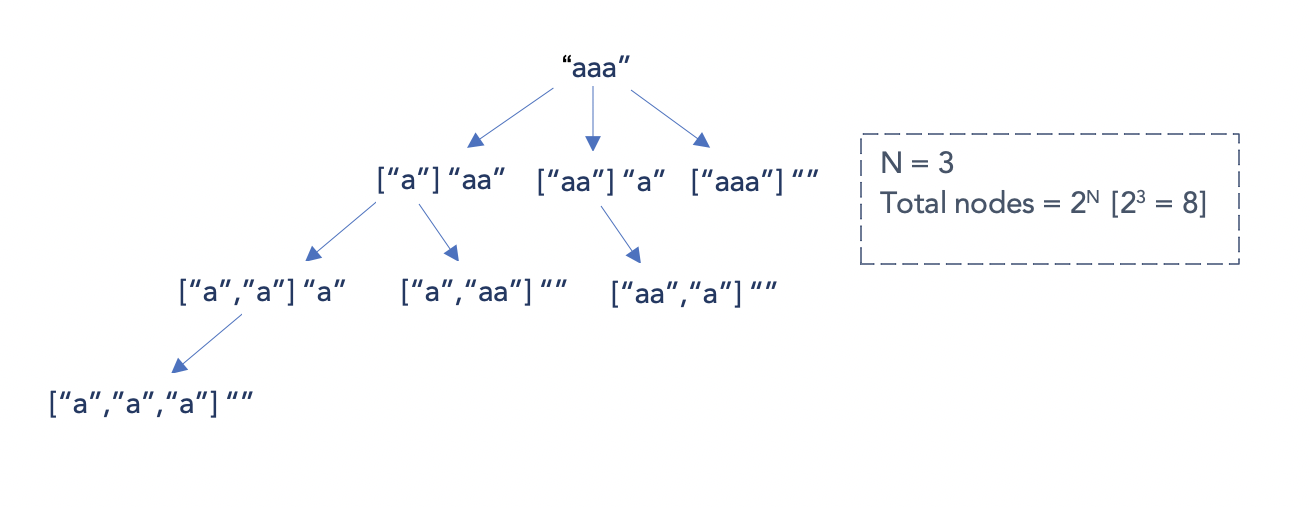 “aaa”
[“a”] “aa” [“aa”] “a” [“aaa”] “”
N = 3
Total nodes = 2ᴺ [2³ = 8]
[“a”,”a”] “a” [“a”,”aa”] “” [“aa”,”a”] “”
[“a”,”a”,“a”] “”